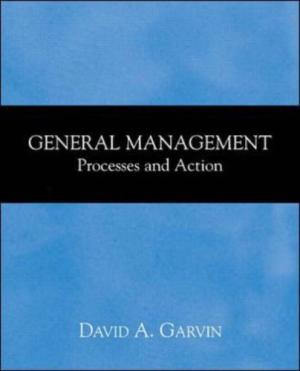 GENERAL MANAGEMENT
Processes and Action
DAVID A. GARVIN